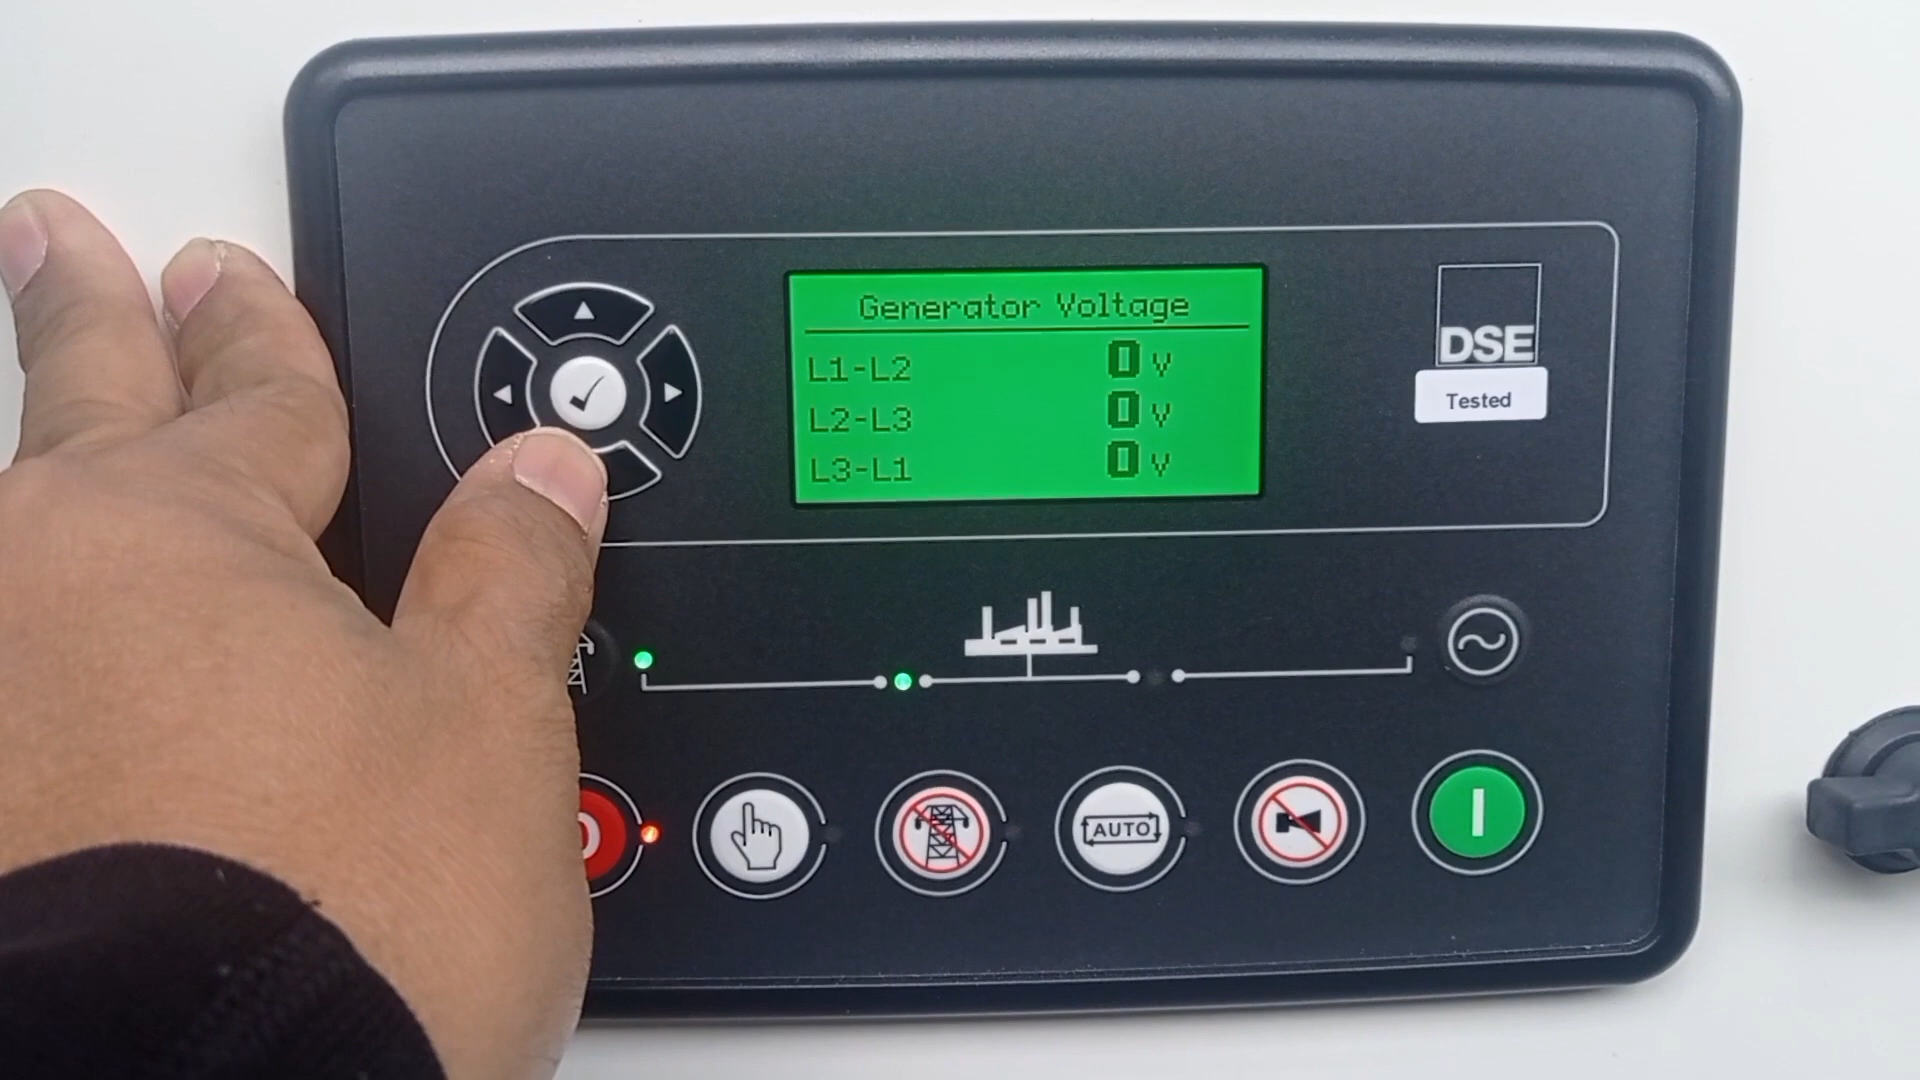 Generator Voltage
L1-L2 0 V
L2-L3 0 V
L3-L1 0 V
DSE
Tested
AUTO